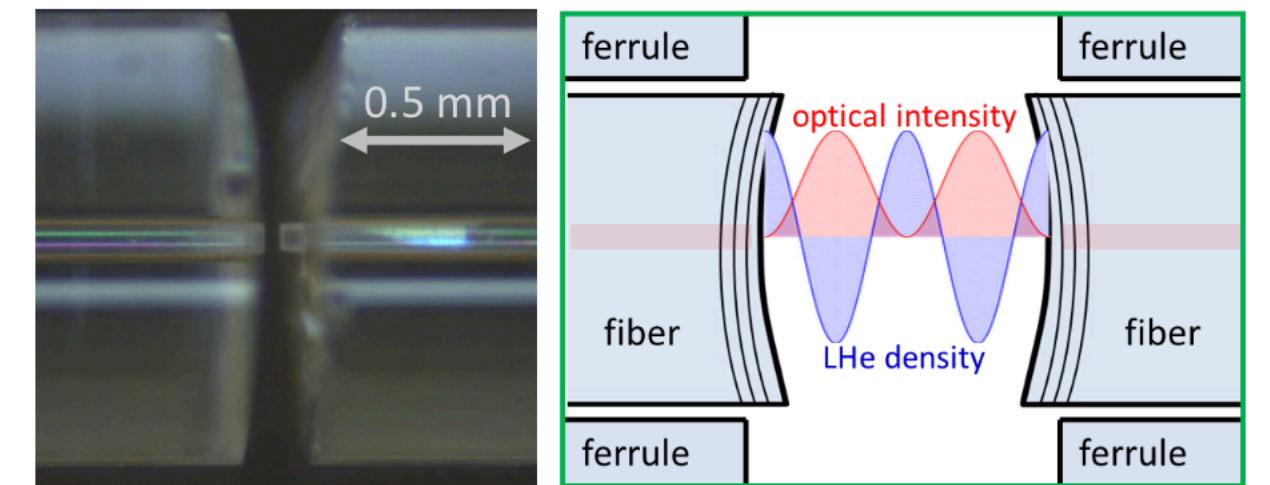 0.5 mm
ferrule
ferrule
optical intensity
fiber
fiber
LHe density
ferrule
ferrule